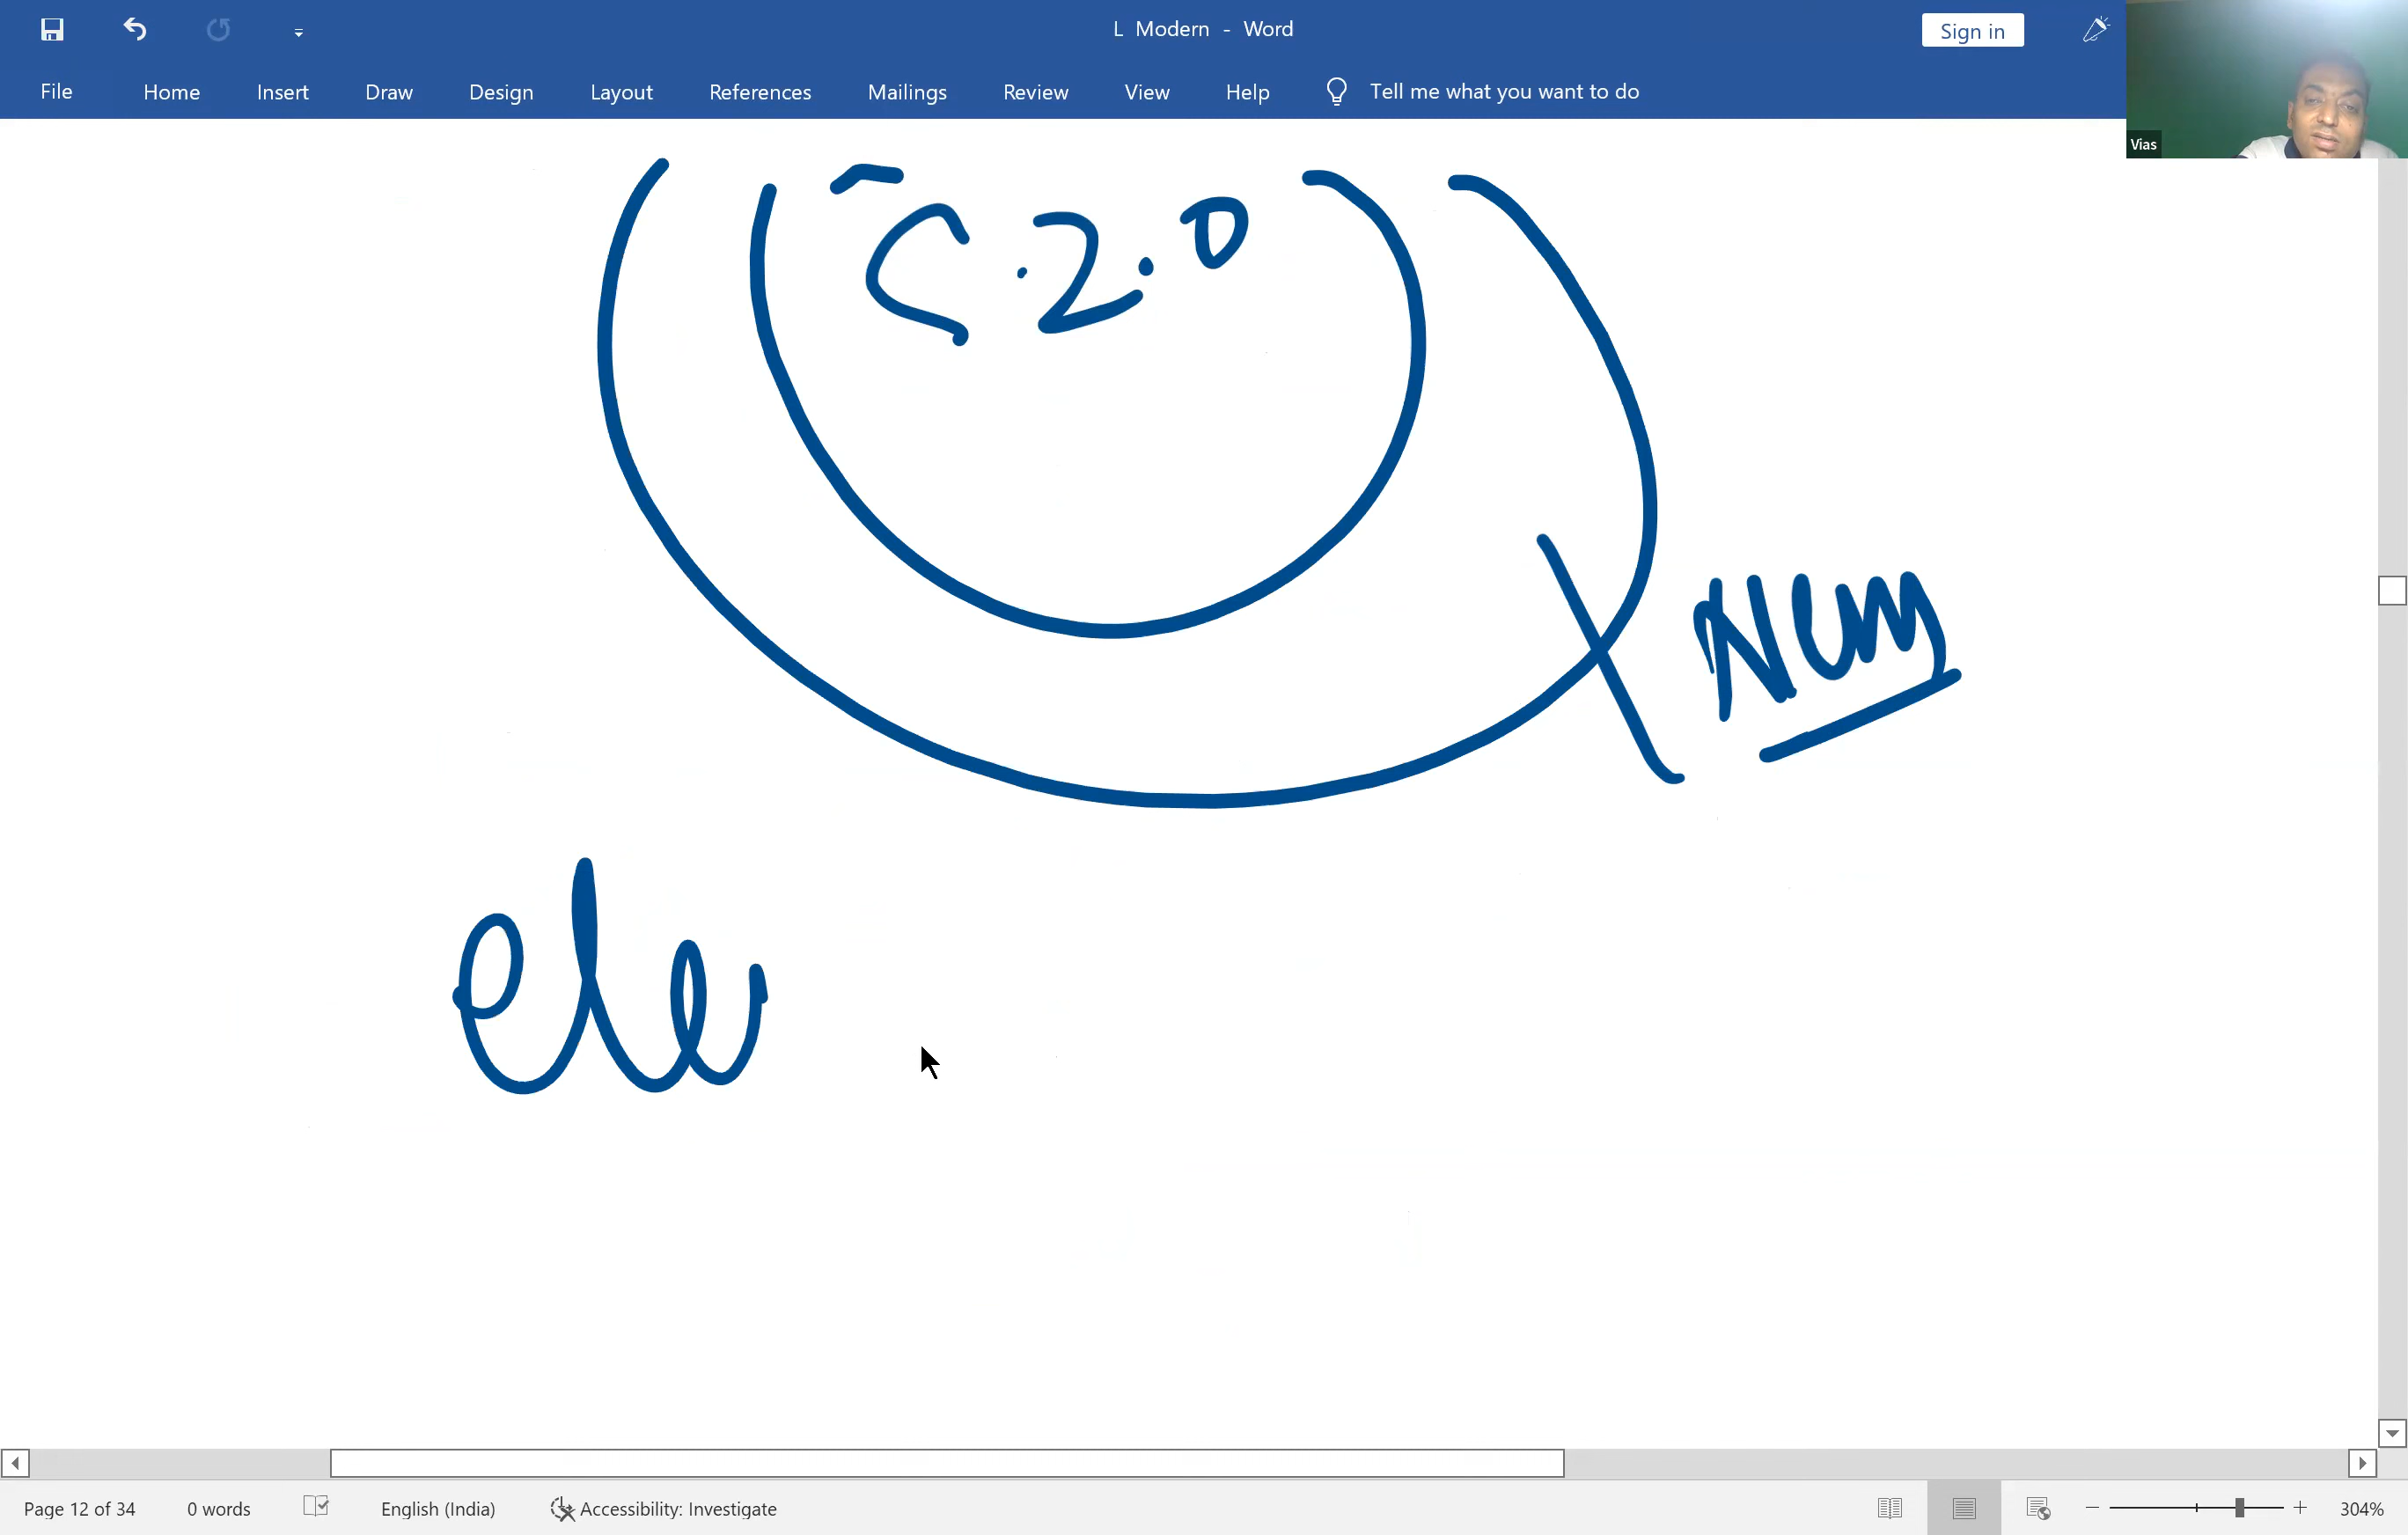 L Modern - Word
Sign in
File Home Insert Draw Design Layout References Mailings Review View Help Tell me what you want to do
Vias
C.2.0
ele
Page 12 of 34 0 words English (India) Accessibility: Investigate 304%